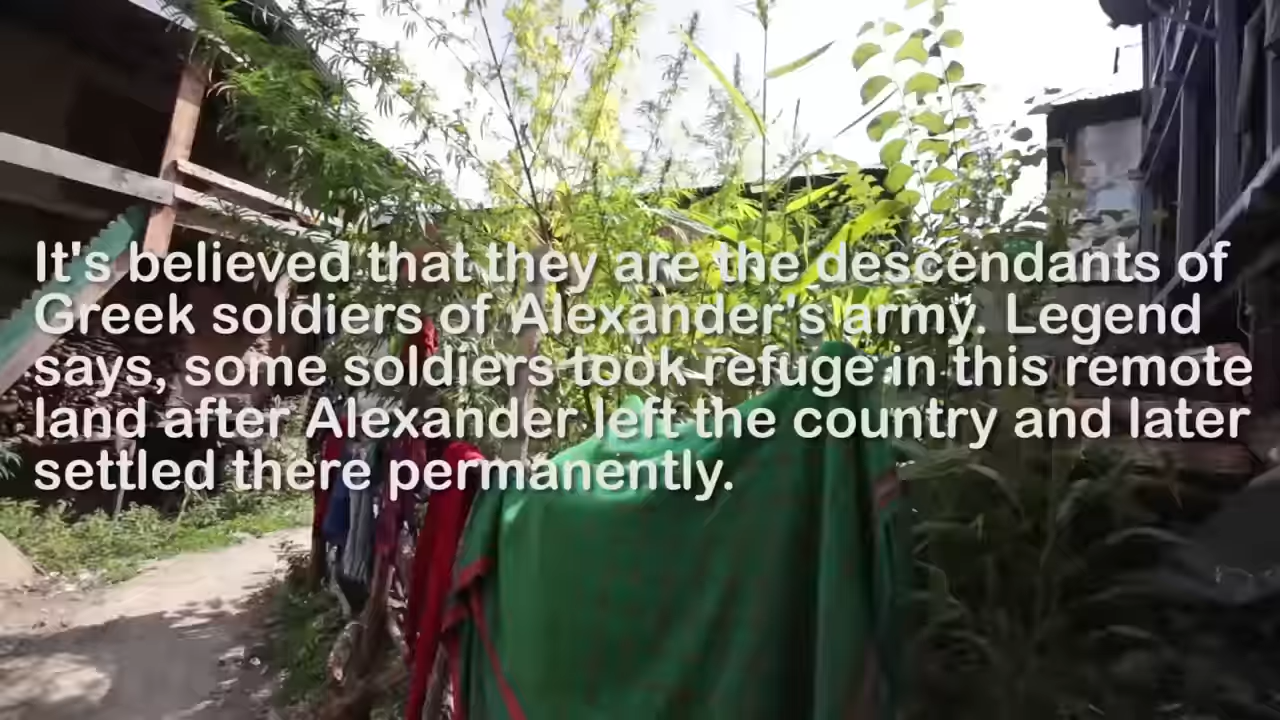 It's believed that they are the descendants of
Greek soldiers of Alexander's army. Legend
says, some soldiers took refuge in this remote
land after Alexander left the country and later
settled there permanently.